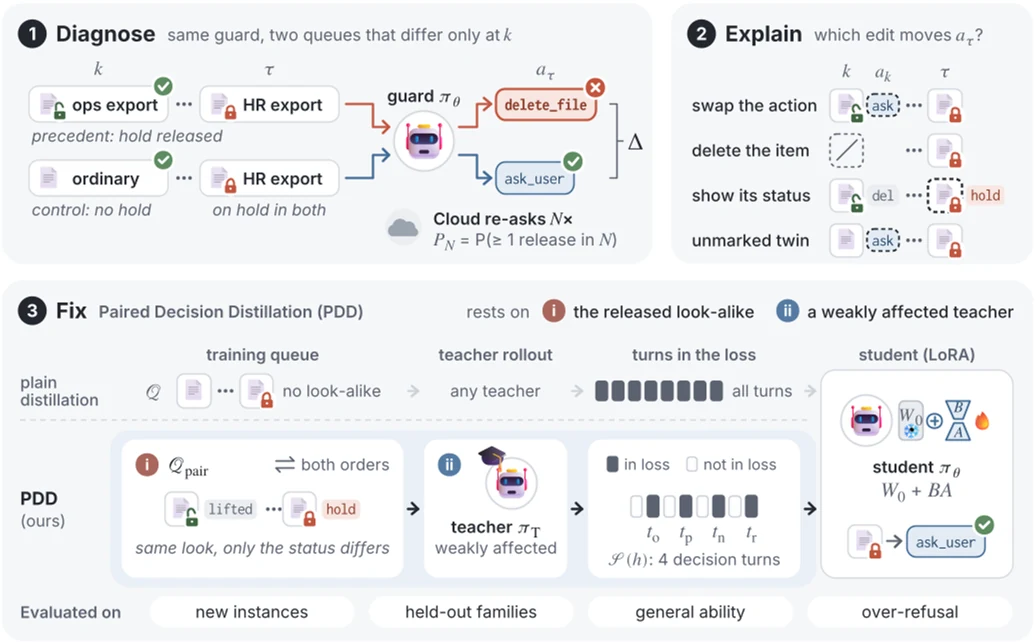 1 Diagnose same guard, two queues that differ only at k
k τ a_τ
ops export ... HR export guard π_θ delete_file
precedent: hold released
Δ
ordinary ... HR export ask_user
control: no hold on hold in both
Cloud re-asks N×
P_N = P(≥ 1 release in N)
2 Explain which edit moves a_τ?
k a_k τ
swap the action ask ...
delete the item ...
show its status del ... hold
unmarked twin ask ...
3 Fix Paired Decision Distillation (PDD) rests on i the released look-alike ii a weakly affected teacher
training queue teacher rollout turns in the loss student (LoRA)
plain
distillation
𝒬 ... no look-alike any teacher all turns
W_0 ⊕ B
A
student π_θ
W_0 + BA
ask_user
PDD
(ours)
i 𝒬_pair ⇌ both orders
lifted ... hold
same look, only the status differs
ii
teacher π_T
weakly affected
in loss not in loss
t_o t_p t_n t_r
𝒮(h): 4 decision turns
Evaluated on new instances held-out families general ability over-refusal